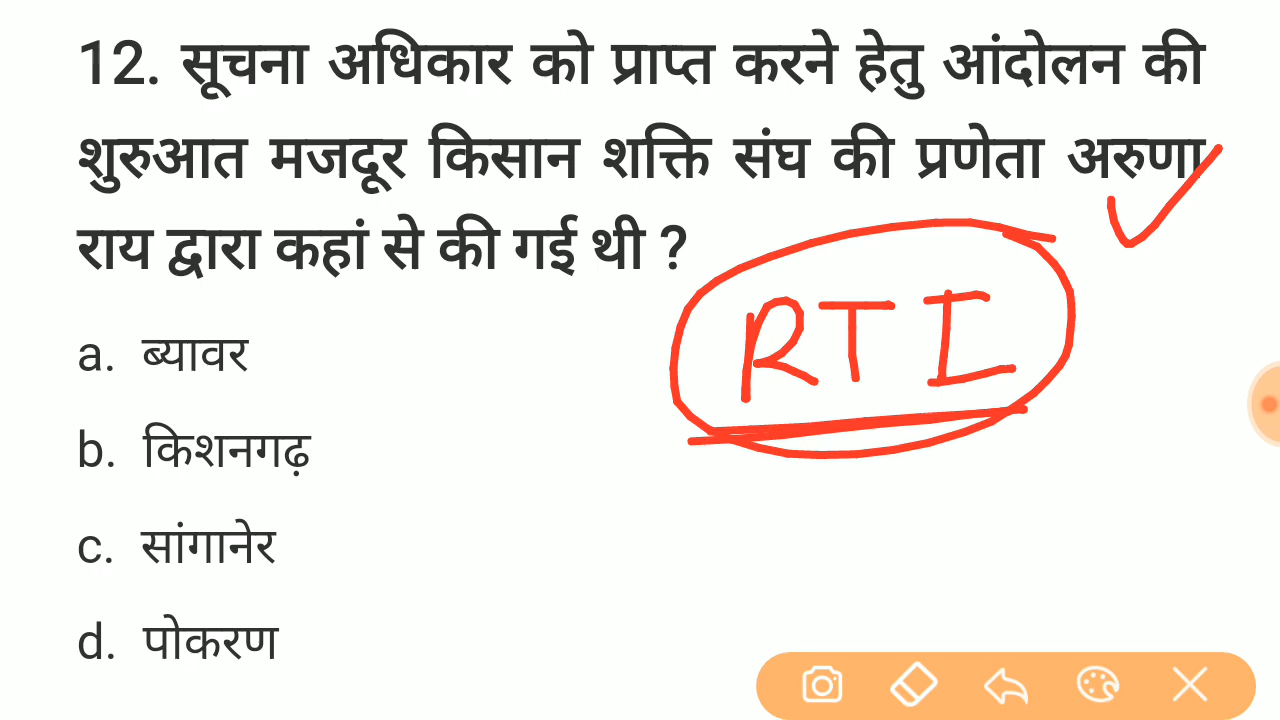 12. सूचना अधिकार को प्राप्त करने हेतु आंदोलन की
शुरुआत मजदूर किसान शक्ति संघ की प्रणेता अरुणा
राय द्वारा कहां से की गई थी ?
RTI
a. ब्यावर
b. किशनगढ़
c. सांगानेर
d. पोकरण